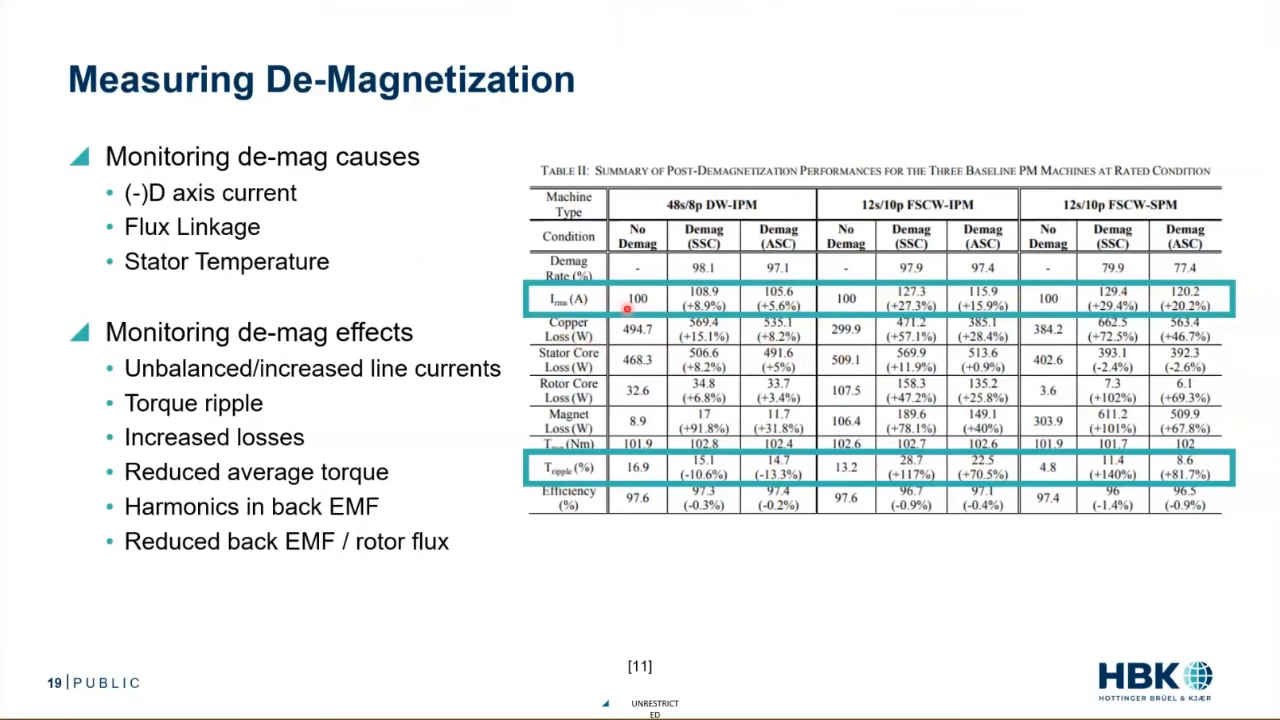 Measuring De-Magnetization
Monitoring de-mag causes
• (-)D axis current
• Flux Linkage
• Stator Temperature
Monitoring de-mag effects
• Unbalanced/increased line currents
• Torque ripple
• Increased losses
• Reduced average torque
• Harmonics in back EMF
• Reduced back EMF / rotor flux
TABLE II: SUMMARY OF POST-DEMAGNETIZATION PERFORMANCES FOR THE THREE BASELINE PM MACHINES AT RATED CONDITION
Machine Type 48s/8p DW-IPM 12s/10p FSCW-IPM 12s/10p FSCW-SPM
Condition No Demag Demag (SSC) Demag (ASC) No Demag Demag (SSC) Demag (ASC) No Demag Demag (SSC) Demag (ASC)
Demag Rate (%) - 98.1 97.1 - 97.9 97.4 - 79.9 77.4
Irms (A) 100 108.9 (+8.9%) 105.6 (+5.6%) 100 127.3 (+27.3%) 115.9 (+15.9%) 100 129.4 (+29.4%) 120.2 (+20.2%)
Copper Loss (W) 494.7 569.4 (+15.1%) 535.1 (+8.2%) 299.9 471.2 (+57.1%) 385.1 (+28.4%) 384.2 662.5 (+72.5%) 563.4 (+46.7%)
Stator Core Loss (W) 468.3 506.6 (+8.2%) 491.6 (+5%) 509.1 569.9 (+11.9%) 513.6 (+0.9%) 402.6 393.1 (-2.4%) 392.3 (-2.6%)
Rotor Core Loss (W) 32.6 34.8 (+6.8%) 33.7 (+3.4%) 107.5 158.3 (+47.2%) 135.2 (+25.8%) 3.6 7.3 (+102%) 6.1 (+69.3%)
Magnet Loss (W) 8.9 17 (+91.8%) 11.7 (+31.8%) 106.4 189.6 (+78.1%) 149.1 (+40%) 303.9 611.2 (+101%) 509.9 (+67.8%)
(Nm) 101.9 102.8 102.4 102.6 102.7 102.6 101.9 101.7 102
Tripple (%) 16.9 15.1 (-10.6%) 14.7 (-13.3%) 13.2 28.7 (+117%) 22.5 (+70.5%) 4.8 11.4 (+140%) 8.6 (+81.7%)
Efficiency (%) 97.6 97.3 (-0.3%) 97.4 (-0.2%) 97.6 96.7 (-0.9%) 97.1 (-0.4%) 97.4 96 (-1.4%) 96.5 (-0.9%)
[11]
19 | PUBLIC
UNRESTRICT
ED
HBK
HOTTINGER BRÜEL & KJÆR